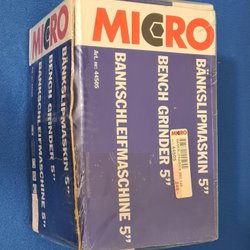 MICRO
Art. nr: 44505
BÄNKSLIPMASKIN 5"
BENCH GRINDER 5"
BANKSCHLEIFMASCHINE 5"
MICRO
BÄNKSLIPMASKIN 5"
BENCH GRINDER 5"
BANKSCHLEIFMASCHINE 5"